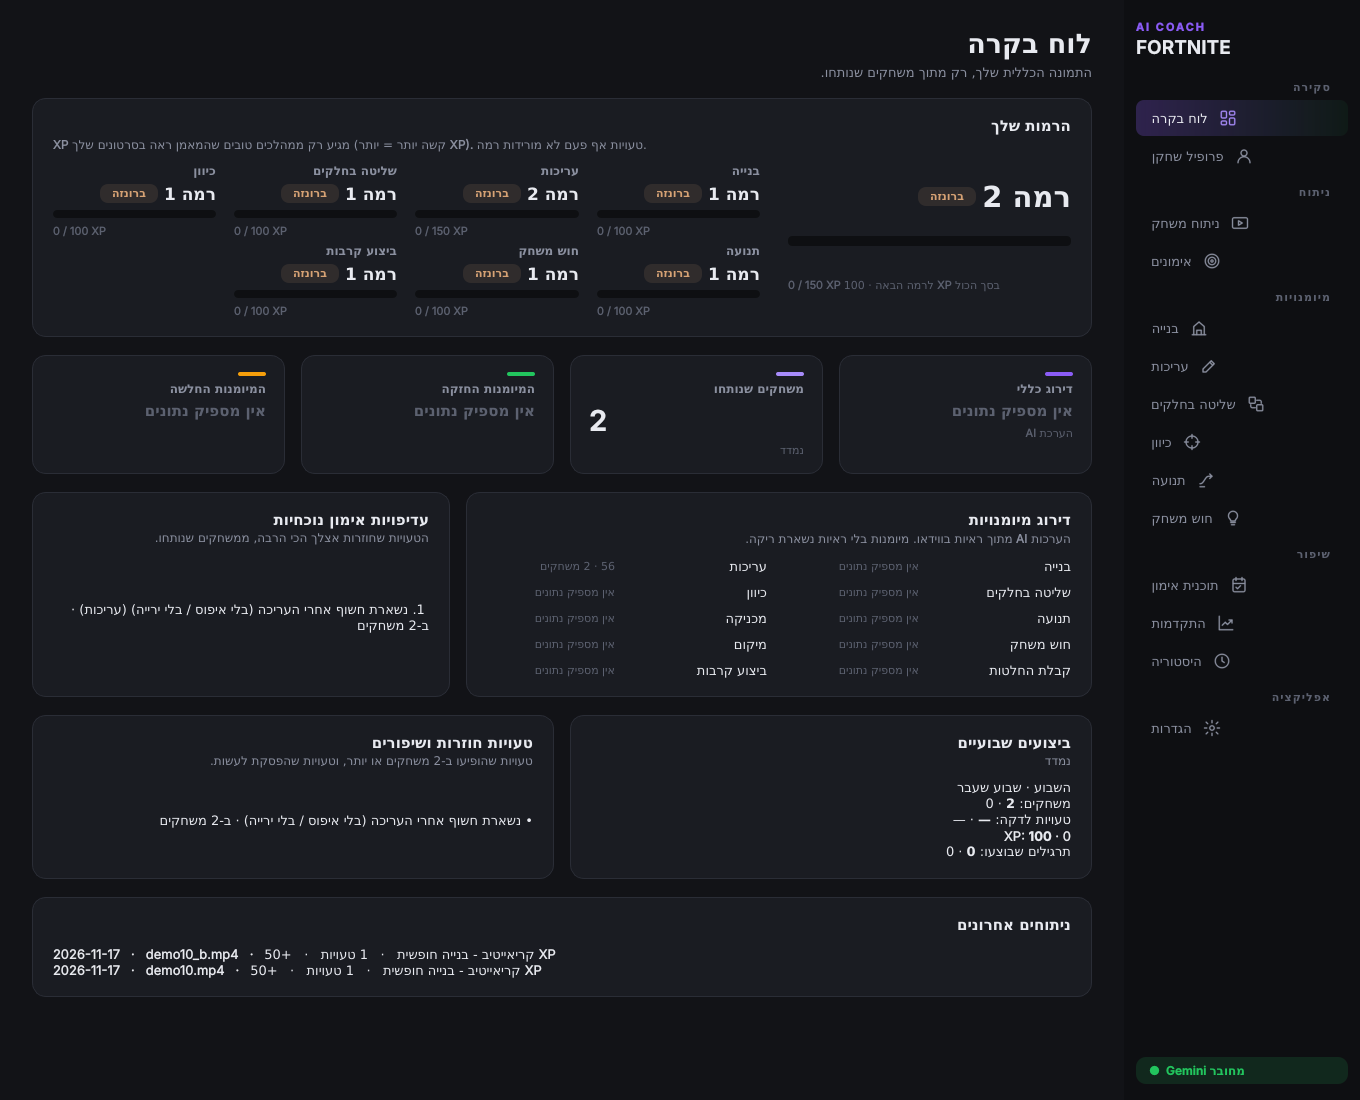 AI COACH
FORTNITE
סקירה
לוח בקרה
פרופיל שחקן
ניתוח
ניתוח משחק
אימונים
מיומנויות
בנייה
עריכות
שליטה בחלקים
כיוון
תנועה
חוש משחק
שיפור
תוכנית אימון
התקדמות
היסטוריה
אפליקציה
הגדרות
מחובר Gemini
לוח בקרה
התמונה הכללית שלך, רק מתוך משחקים שנותחו.
הרמות שלך
XP מגיע רק ממהלכים טובים שהמאמן ראה בסרטונים שלך (קשה יותר = יותר XP). טעויות אף פעם לא מורידות רמה.
רמה 2 ברונזה
0 / 150 XP לרמה הבאה · 100 XP בסך הכול
בנייה
רמה 1 ברונזה
0 / 100 XP
עריכות
רמה 2 ברונזה
0 / 150 XP
שליטה בחלקים
רמה 1 ברונזה
0 / 100 XP
כיוון
רמה 1 ברונזה
0 / 100 XP
תנועה
רמה 1 ברונזה
0 / 100 XP
חוש משחק
רמה 1 ברונזה
0 / 100 XP
ביצוע קרבות
רמה 1 ברונזה
0 / 100 XP
דירוג כללי
אין מספיק נתונים
הערכת AI
משחקים שנותחו
2
נמדד
המיומנות החזקה
אין מספיק נתונים
המיומנות החלשה
אין מספיק נתונים
דירוג מיומנויות
הערכות AI מתוך ראיות בווידאו. מיומנות בלי ראיות נשארת ריקה.
בנייה אין מספיק נתונים עריכות 56 · 2 משחקים
שליטה בחלקים אין מספיק נתונים כיוון אין מספיק נתונים
תנועה אין מספיק נתונים מכניקה אין מספיק נתונים
חוש משחק אין מספיק נתונים מיקום אין מספיק נתונים
קבלת החלטות אין מספיק נתונים ביצוע קרבות אין מספיק נתונים
עדיפויות אימון נוכחיות
הטעויות שחוזרות אצלך הכי הרבה, ממשחקים שנותחו.
1. נשארת חשוף אחרי העריכה (בלי איפוס / בלי ירייה) (עריכות) ·
ב-2 משחקים
ביצועים שבועיים
נמדד
השבוע · שבוע שעבר
משחקים: 2 · 0
טעויות לדקה: — · —
XP: 100 · 0
תרגילים שבוצעו: 0 · 0
טעויות חוזרות ושיפורים
טעויות שהופיעו ב-2 משחקים או יותר, וטעויות שהפסקת לעשות.
• נשארת חשוף אחרי העריכה (בלי איפוס / בלי ירייה) · ב-2 משחקים
ניתוחים אחרונים
2026-11-17 · demo10_b.mp4 · קריאייטיב - בנייה חופשית · 1 טעויות · +50 XP
2026-11-17 · demo10.mp4 · קריאייטיב - בנייה חופשית · 1 טעויות · +50 XP